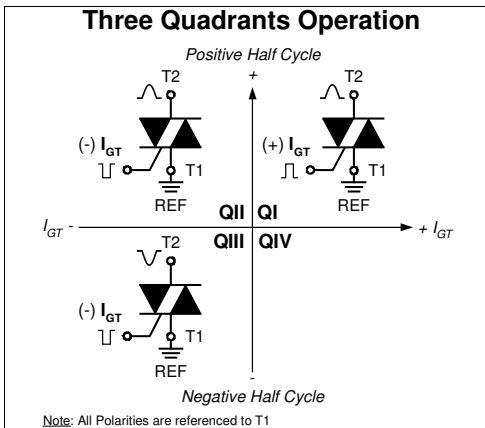 Three Quadrants Operation
Positive Half Cycle
+
T2
(-) IGT
T1
REF
T2
(+) IGT
T1
REF
QII QI
IGT -
+ IGT
QIII QIV
T2
(-) IGT
T1
REF
-
Negative Half Cycle
Note: All Polarities are referenced to T1